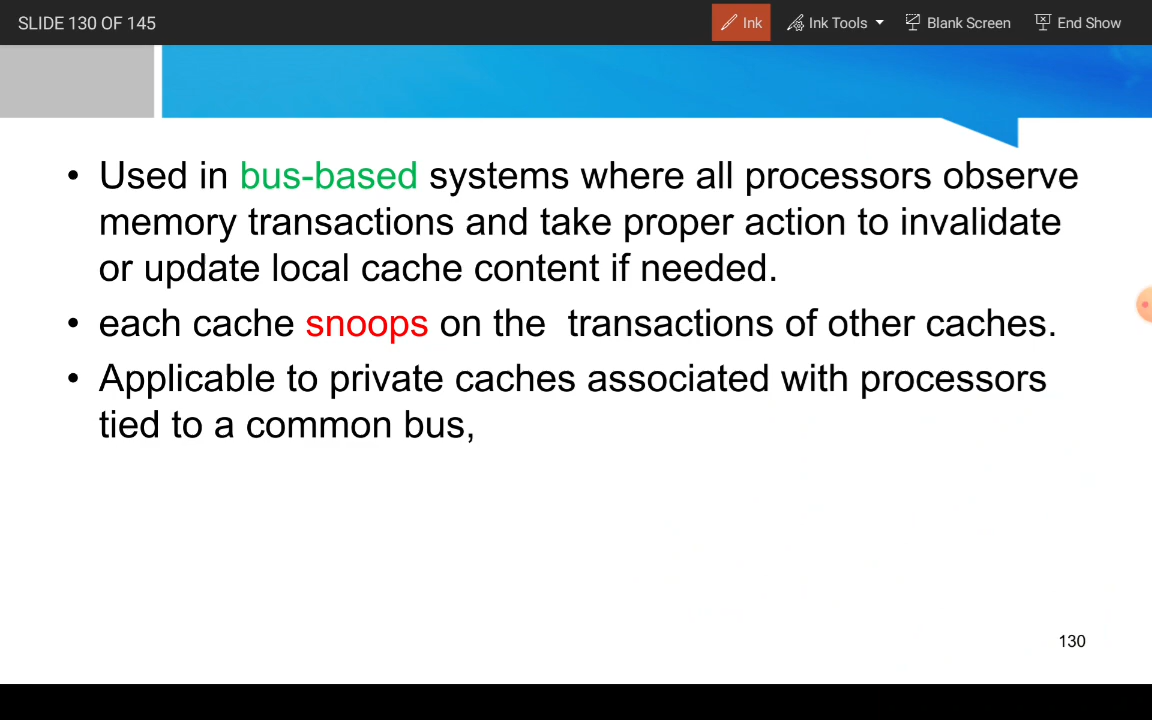 SLIDE 130 OF 145
Ink
Ink Tools
Blank Screen
End Show
• Used in bus-based systems where all processors observe
memory transactions and take proper action to invalidate
or update local cache content if needed.
• each cache snoops on the  transactions of other caches.
• Applicable to private caches associated with processors
tied to a common bus,
130